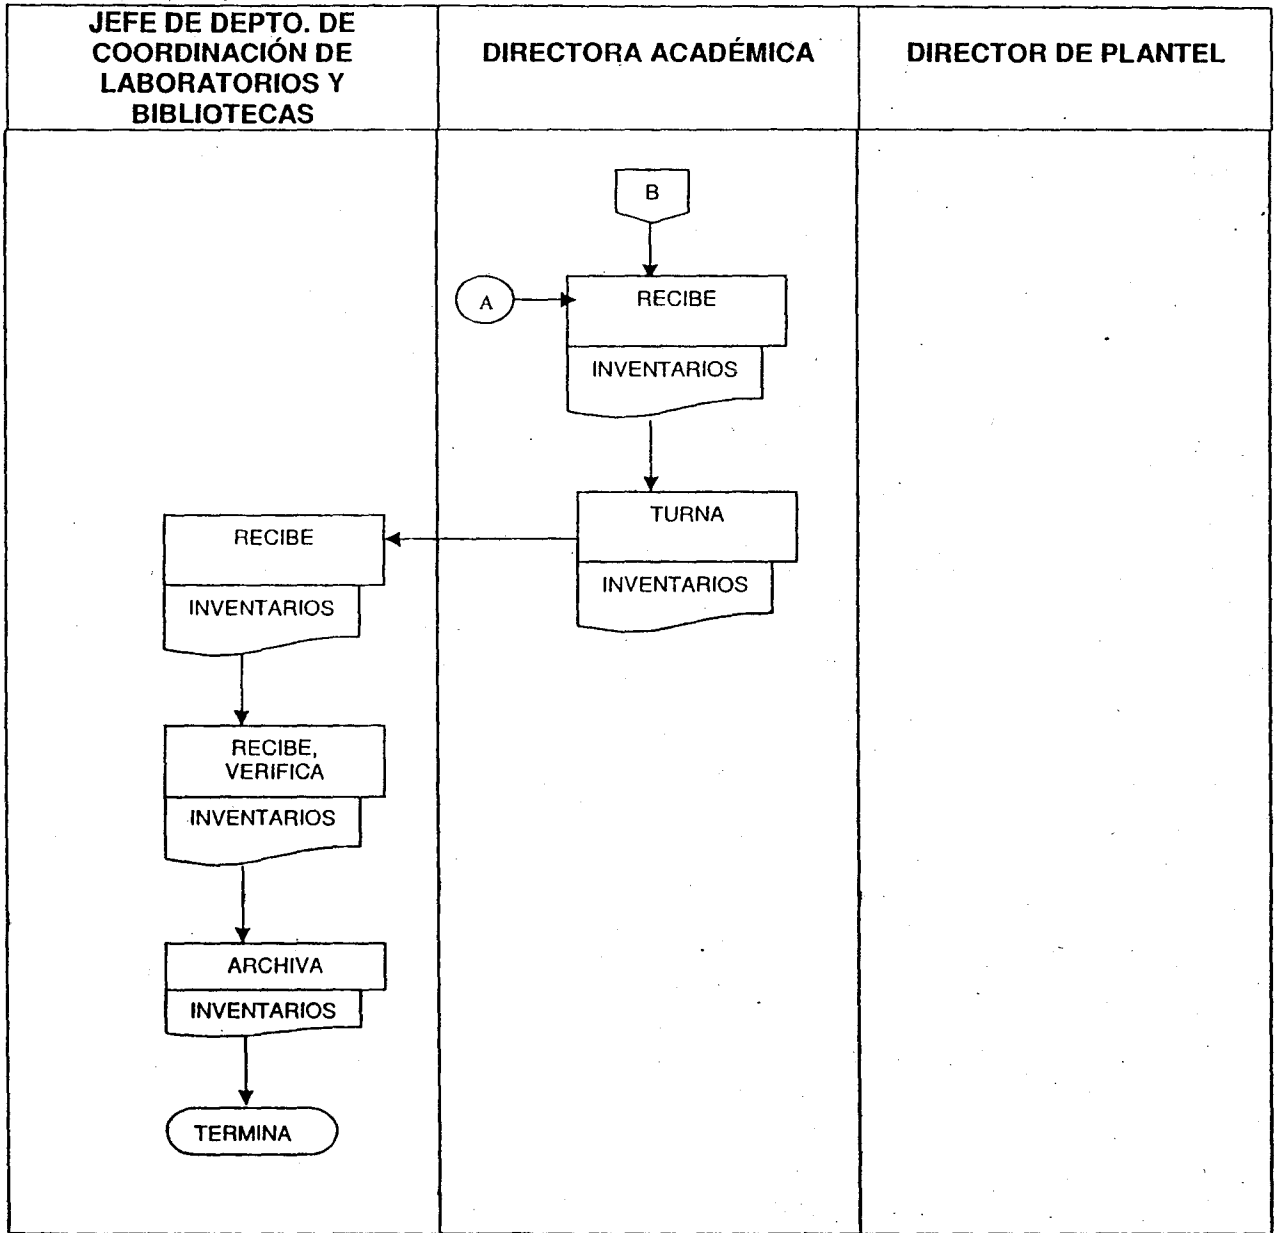 JEFE DE DEPTO. DE
COORDINACIÓN DE
LABORATORIOS Y
BIBLIOTECAS
DIRECTORA ACADÉMICA
DIRECTOR DE PLANTEL
B
A
RECIBE
INVENTARIOS
TURNA
INVENTARIOS
RECIBE
INVENTARIOS
RECIBE,
VERIFICA
INVENTARIOS
ARCHIVA
INVENTARIOS
TERMINA